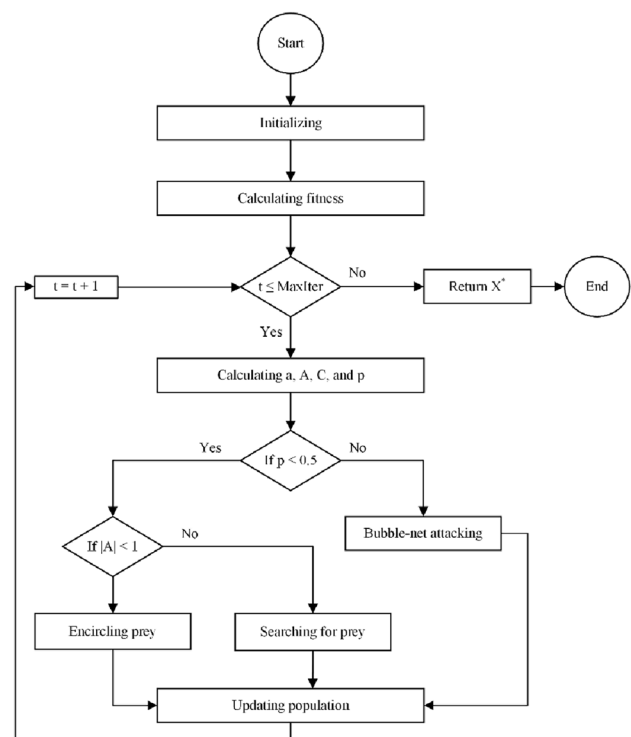 Start
Initializing
Calculating fitness
t = t + 1
t ≤ MaxIter
No
Return X*
End
Yes
Calculating a, A, C, and p
Yes
If p < 0.5
No
If |A| < 1
No
Bubble-net attacking
Encircling prey
Searching for prey
Updating population